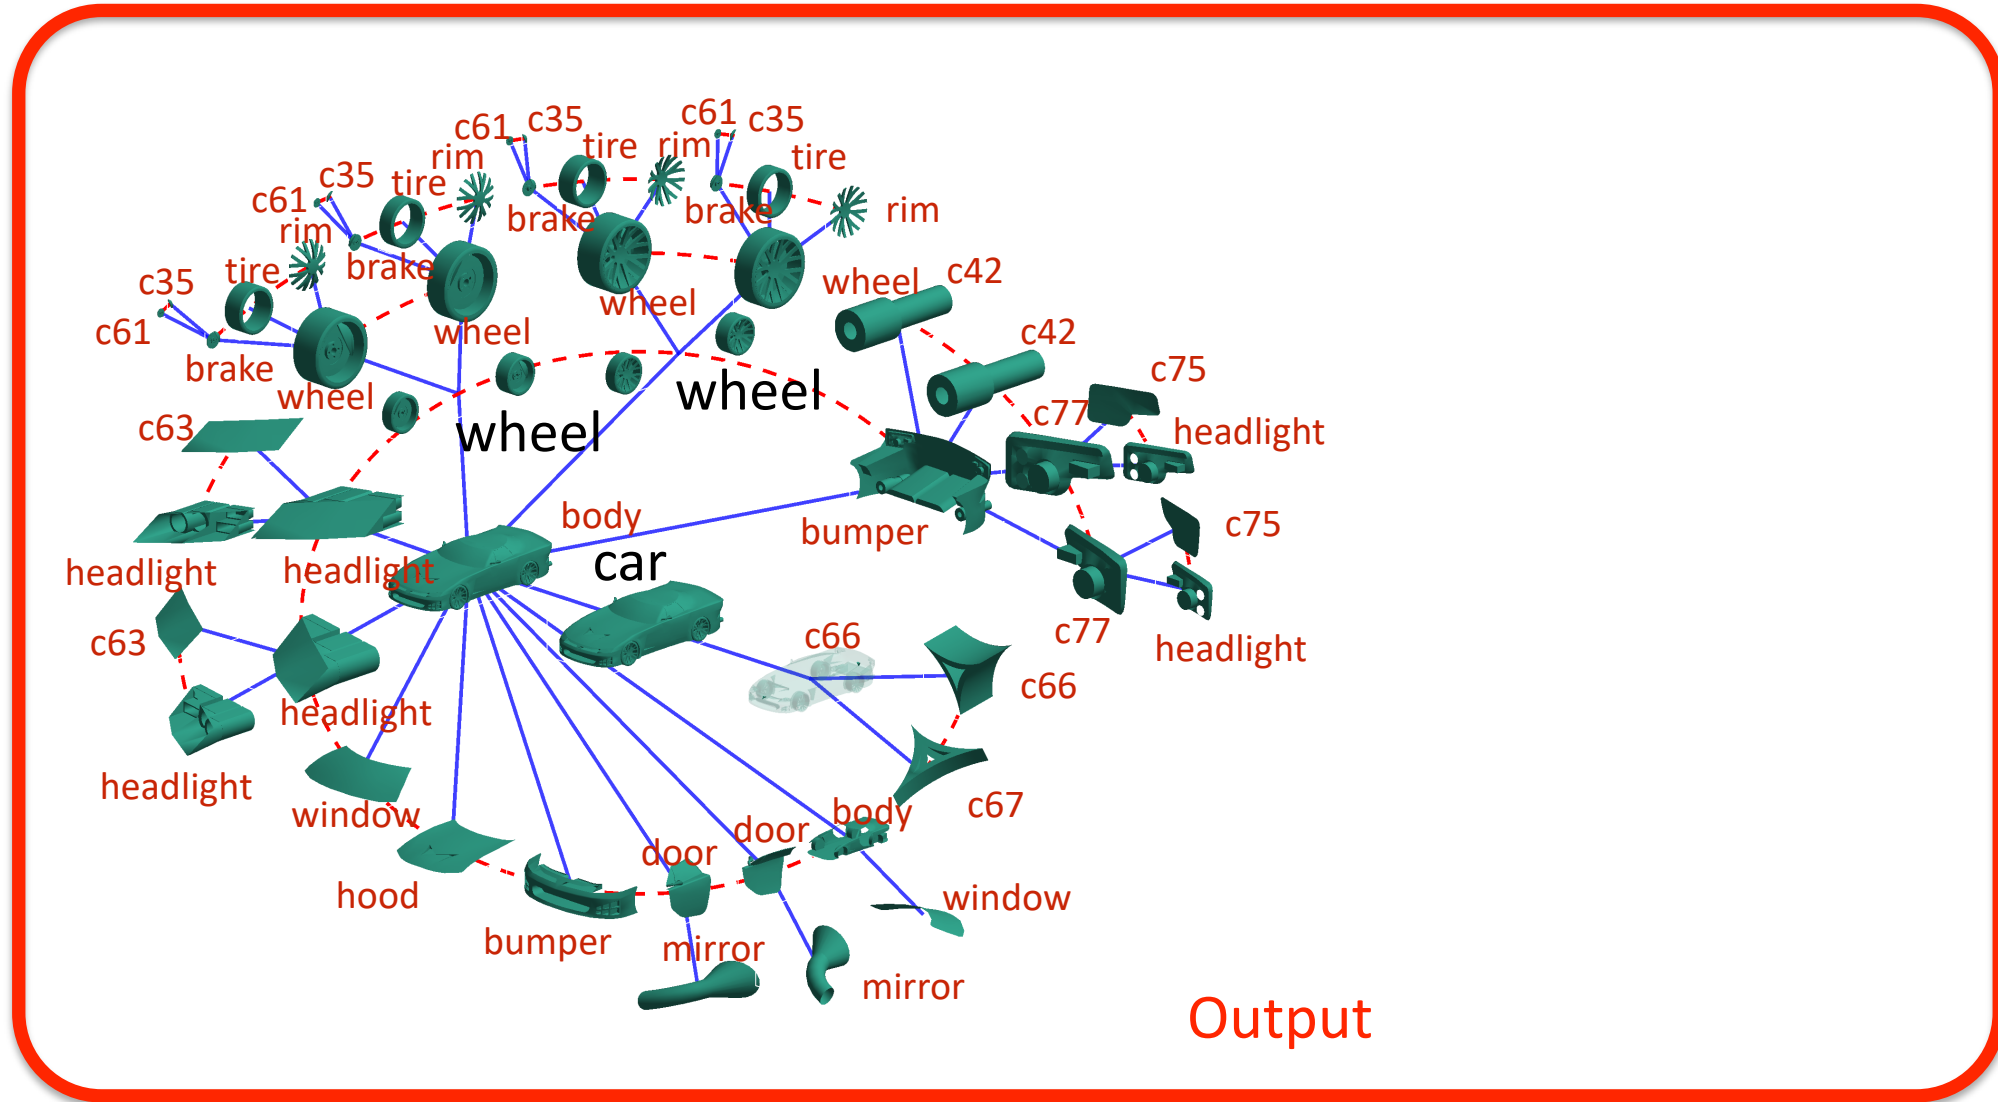 c61
c35
c61
c35
tire
rim
tire
rim
c35
tire
rim
c61
brake
brake
rim
rim
brake
c35
tire
wheel
c42
wheel
c61
wheel
c42
brake
wheel
c75
wheel
wheel
c77
c63
wheel
headlight
body
c75
bumper
car
headlight
headlight
c63
c66
c77
headlight
c66
headlight
headlight
window
body
c67
door
door
hood
window
bumper
mirror
mirror
Output